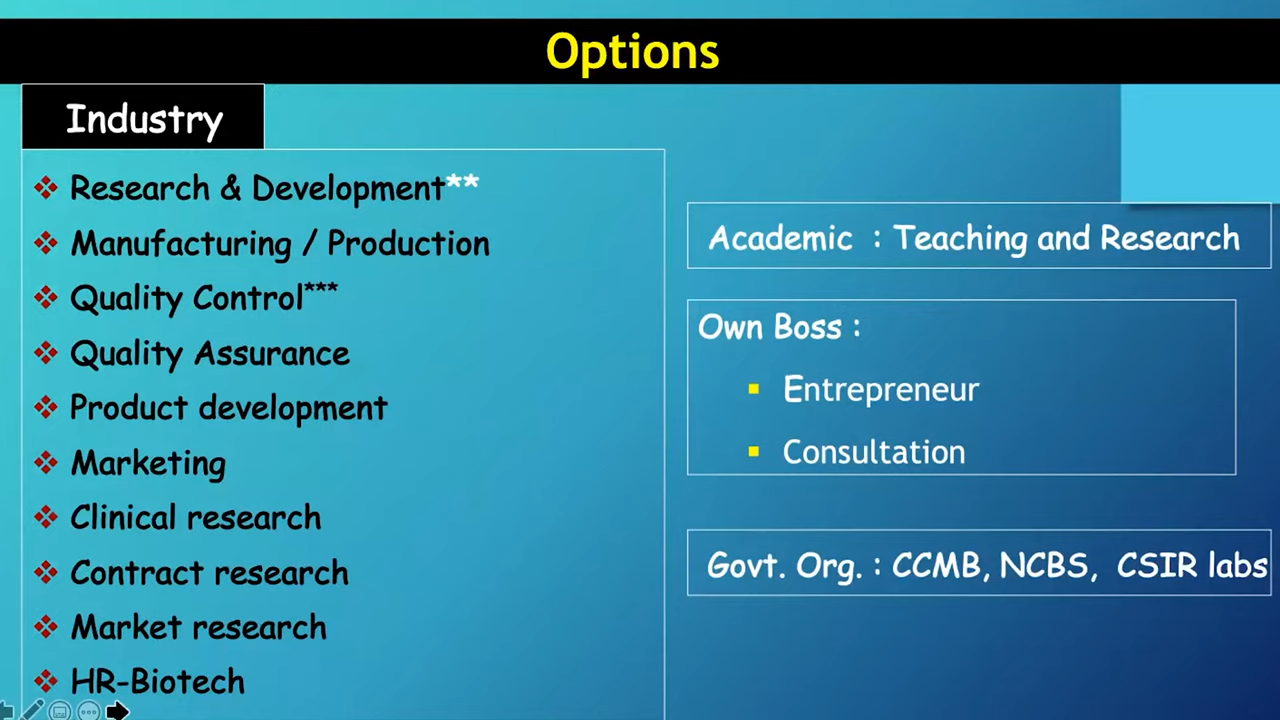 Options
Industry
Research & Development**
Manufacturing / Production
Quality Control***
Quality Assurance
Product development
Marketing
Clinical research
Contract research
Market research
HR-Biotech
Academic : Teaching and Research
Own Boss :
Entrepreneur
Consultation
Govt. Org. : CCMB, NCBS, CSIR labs